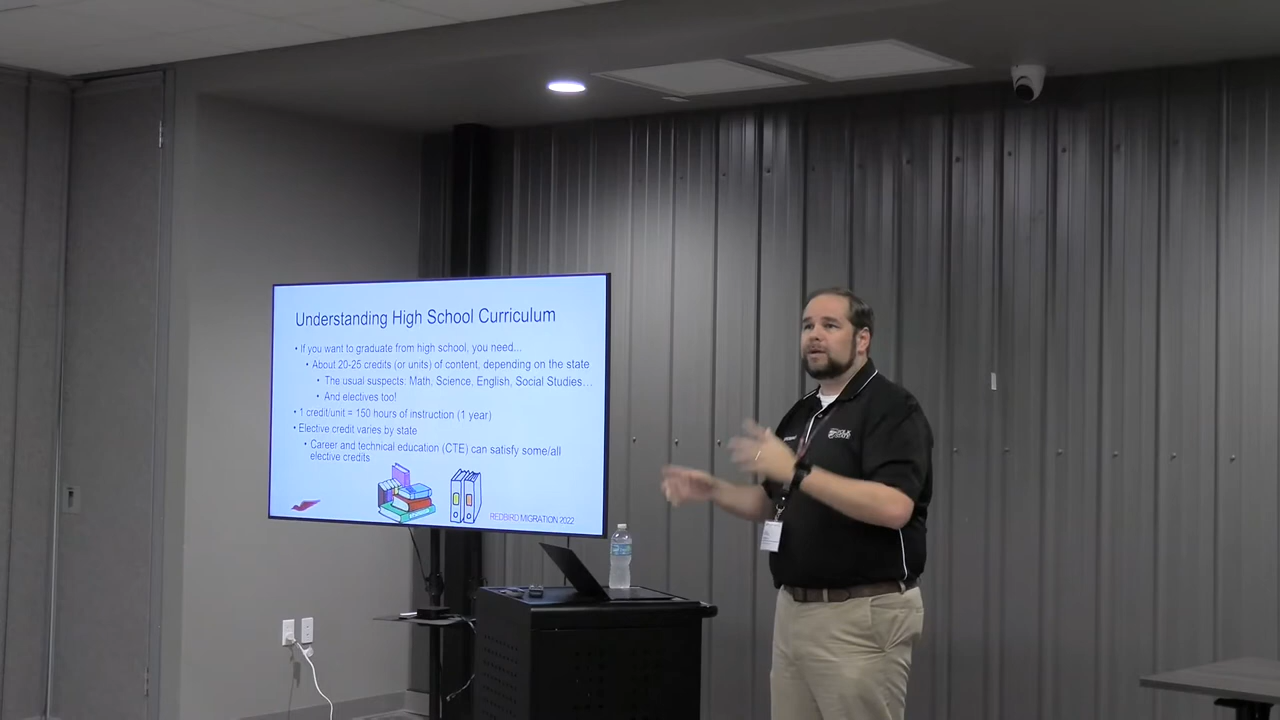 Understanding High School Curriculum
• If you want to graduate from high school, you need...
• About 20-25 credits (or units) of content, depending on the state
• The usual suspects: Math, Science, English, Social Studies…
• And electives too!
• 1 credit/unit = 150 hours of instruction (1 year)
• Elective credit varies by state
• Career and technical education (CTE) can satisfy some/all
elective credits
REDBIRD MIGRATION 2022